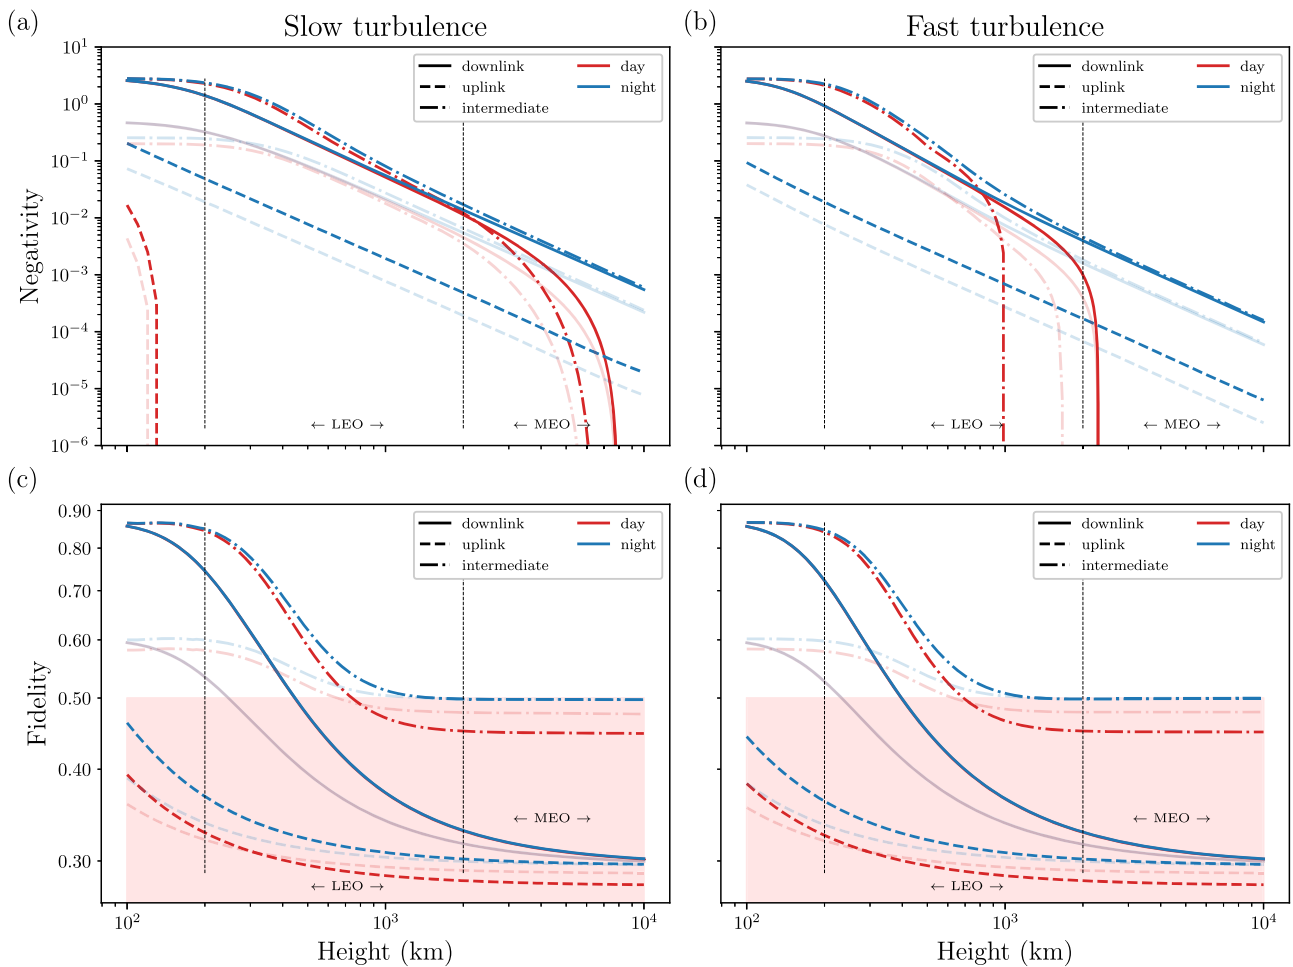 (a)
Slow turbulence
(b)
Fast turbulence
10^1
10^0
10^-1
10^-2
10^-3
10^-4
10^-5
10^-6
Negativity
downlink
uplink
intermediate
day
night
← LEO →
← MEO →
downlink
uplink
intermediate
day
night
← LEO →
← MEO →
(c)
(d)
0.90
0.80
0.70
0.60
0.50
0.40
0.30
Fidelity
downlink
uplink
intermediate
day
night
← MEO →
← LEO →
10^2
10^3
10^4
Height (km)
downlink
uplink
intermediate
day
night
← MEO →
← LEO →
10^2
10^3
10^4
Height (km)